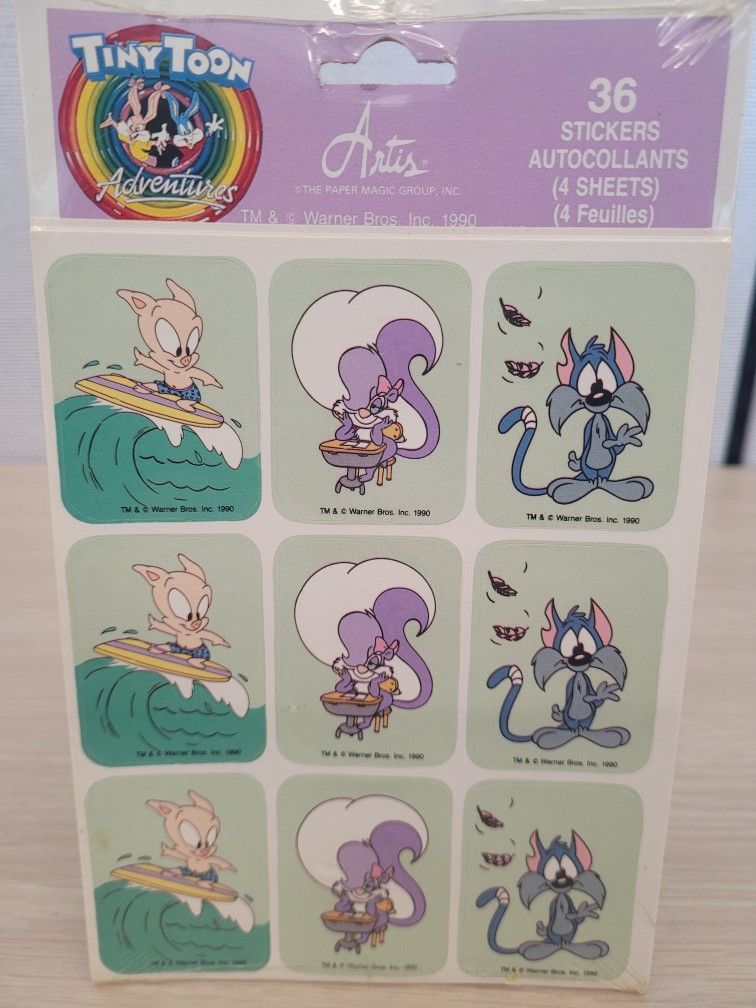 TINY TOON
Adventures
Artis®
©THE PAPER MAGIC GROUP, INC.
TM & © Warner Bros. Inc. 1990
36
STICKERS
AUTOCOLLANTS
(4 SHEETS)
(4 Feuilles)
TM & © Warner Bros. Inc. 1990
TM & © Warner Bros. Inc. 1990
TM & © Warner Bros. Inc. 1990
TM & © Warner Bros. Inc. 1990
TM & © Warner Bros. Inc. 1990
TM & © Warner Bros. Inc. 1990
TM & © Warner Bros. Inc. 1990
TM & © Warner Bros. Inc. 1990
TM & © Warner Bros. Inc. 1990